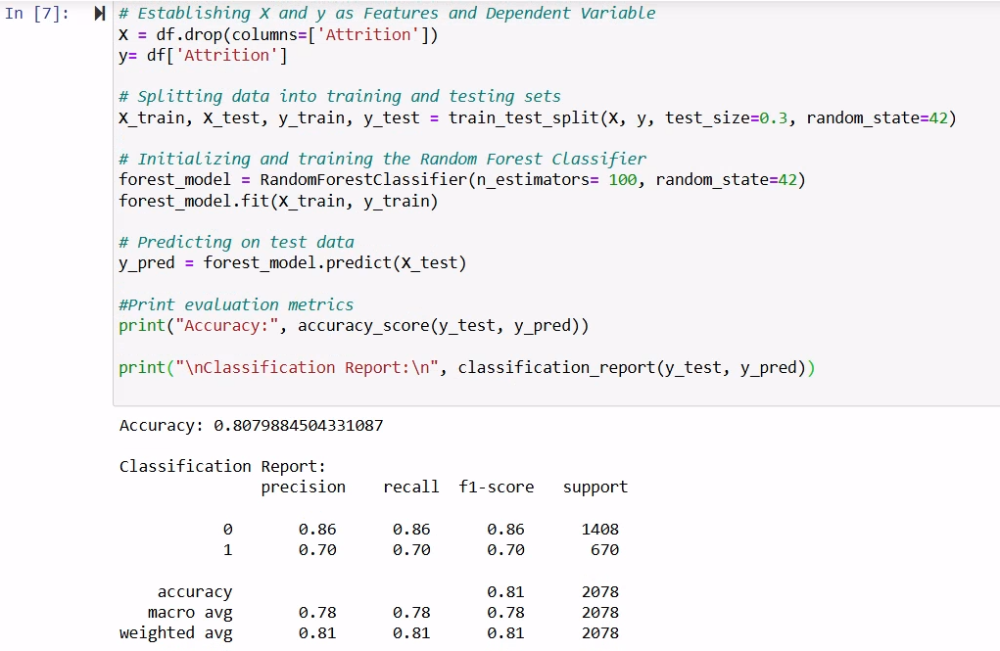 In [7]:
# Establishing X and y as Features and Dependent Variable
X = df.drop(columns=['Attrition'])
y= df['Attrition']
# Splitting data into training and testing sets
X_train, X_test, y_train, y_test = train_test_split(X, y, test_size=0.3, random_state=42)
# Initializing and training the Random Forest Classifier
forest_model = RandomForestClassifier(n_estimators= 100, random_state=42)
forest_model.fit(X_train, y_train)
# Predicting on test data
y_pred = forest_model.predict(X_test)
#Print evaluation metrics
print("Accuracy:", accuracy_score(y_test, y_pred))
print("\nClassification Report:\n", classification_report(y_test, y_pred))
Accuracy: 0.8079884504331087
Classification Report:
precision recall f1-score support
0 0.86 0.86 0.86 1408
1 0.70 0.70 0.70 670
accuracy 0.81 2078
macro avg 0.78 0.78 0.78 2078
weighted avg 0.81 0.81 0.81 2078